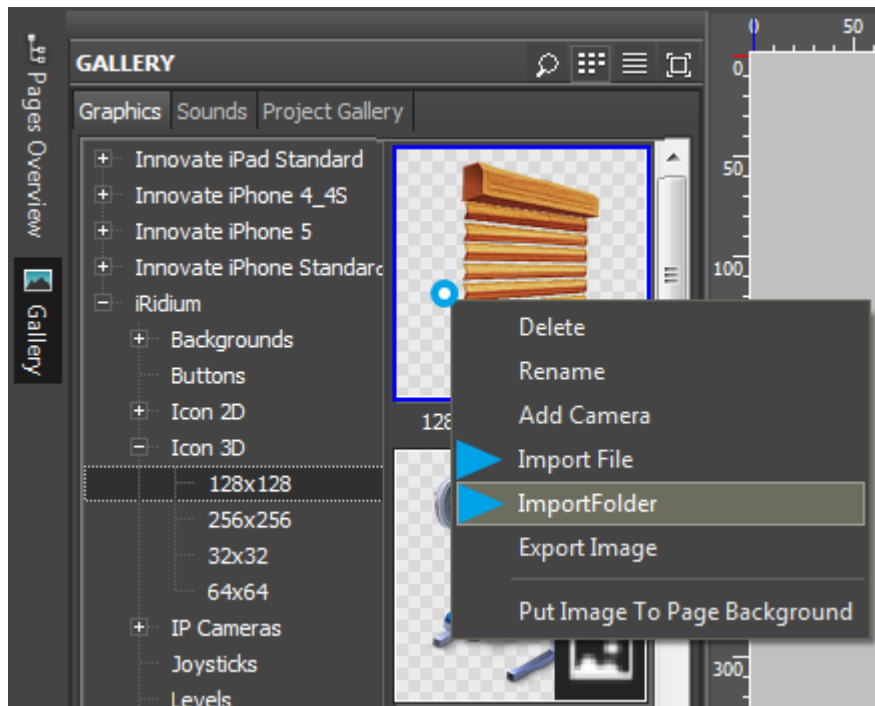 Pages Overview
Gallery
GALLERY
Graphics Sounds Project Gallery
Innovate iPad Standard
Innovate iPhone 4_4S
Innovate iPhone 5
Innovate iPhone Standard
iRidium
Backgrounds
Buttons
Icon 2D
Icon 3D
128x128
256x256
32x32
64x64
IP Cameras
Joysticks
Levels
128
Delete
Rename
Add Camera
Import File
ImportFolder
Export Image
Put Image To Page Background
0 50
0
50
100
300